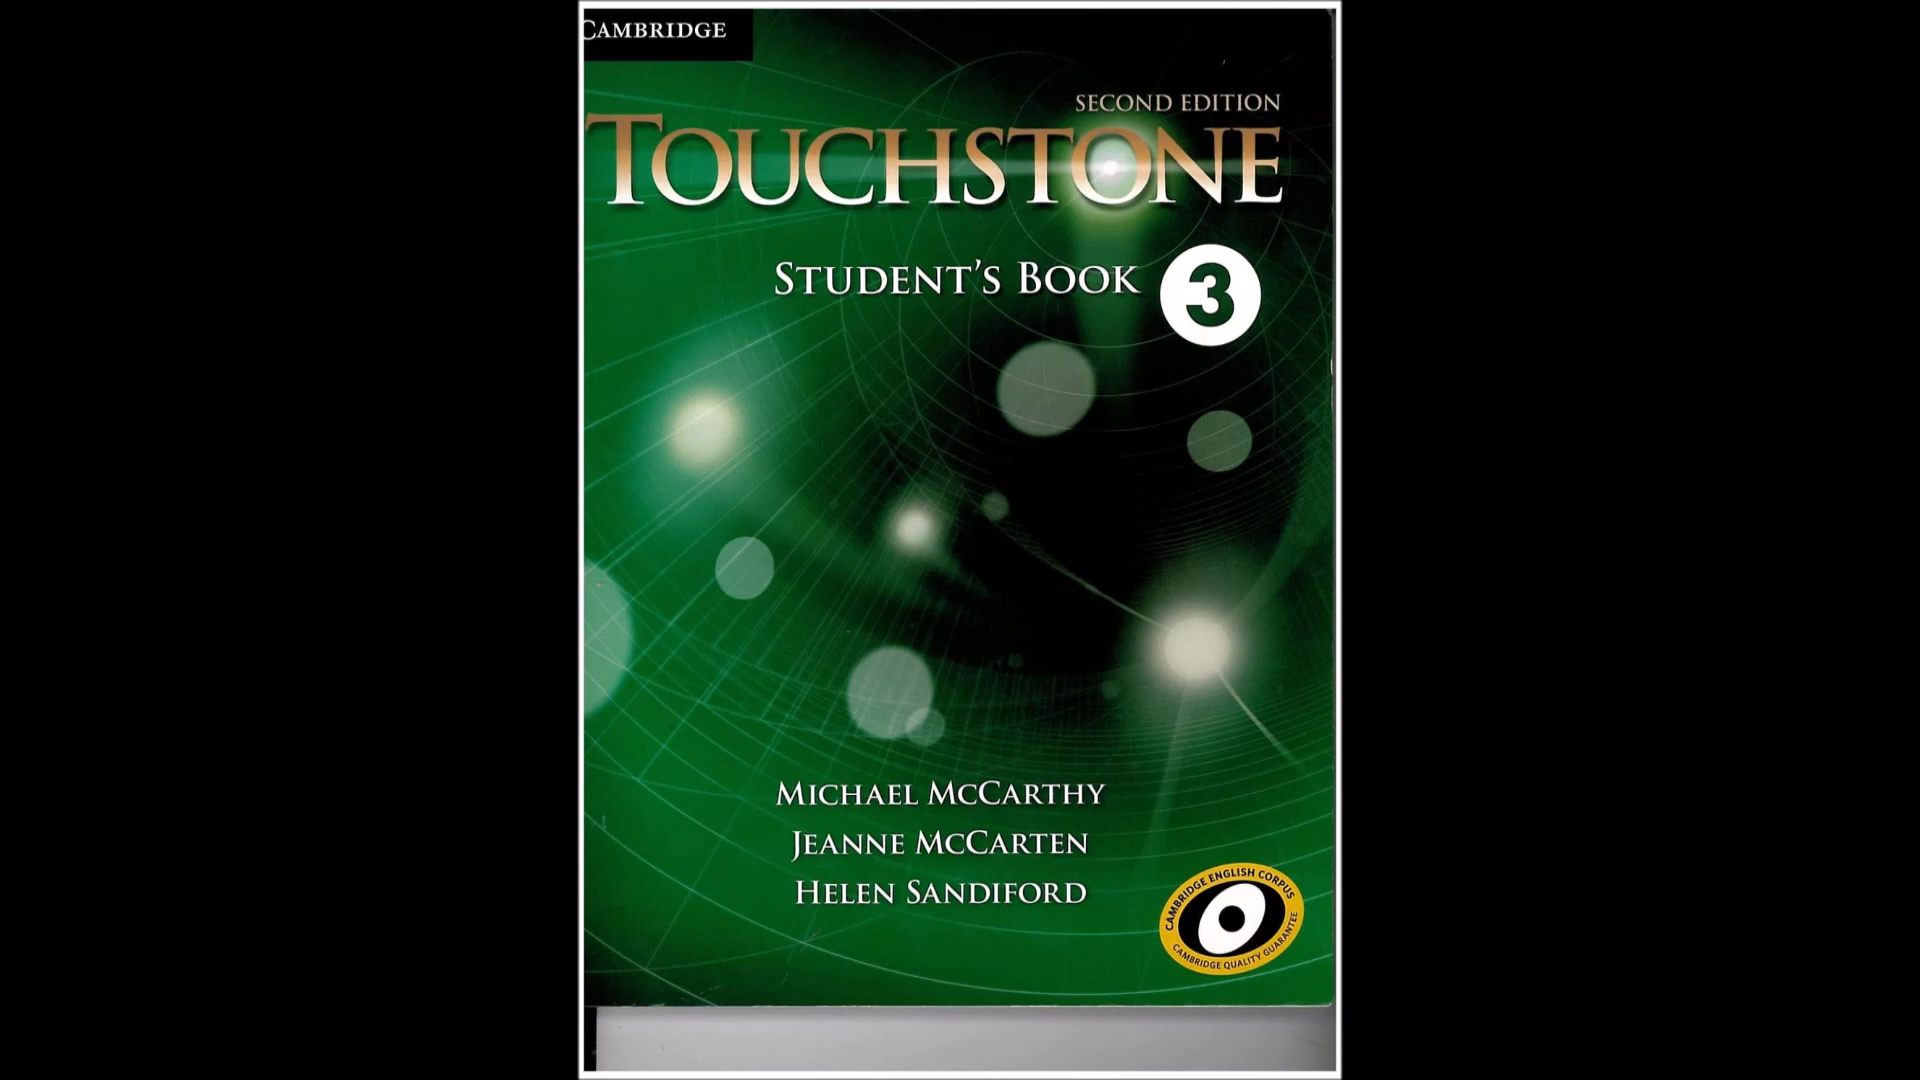 CAMBRIDGE
SECOND EDITION
TOUCHSTONE
STUDENT'S BOOK 3
MICHAEL MCCARTHY
JEANNE MCCARTEN
HELEN SANDIFORD
CAMBRIDGE ENGLISH CORPUS
CAMBRIDGE QUALITY GUARANTEE